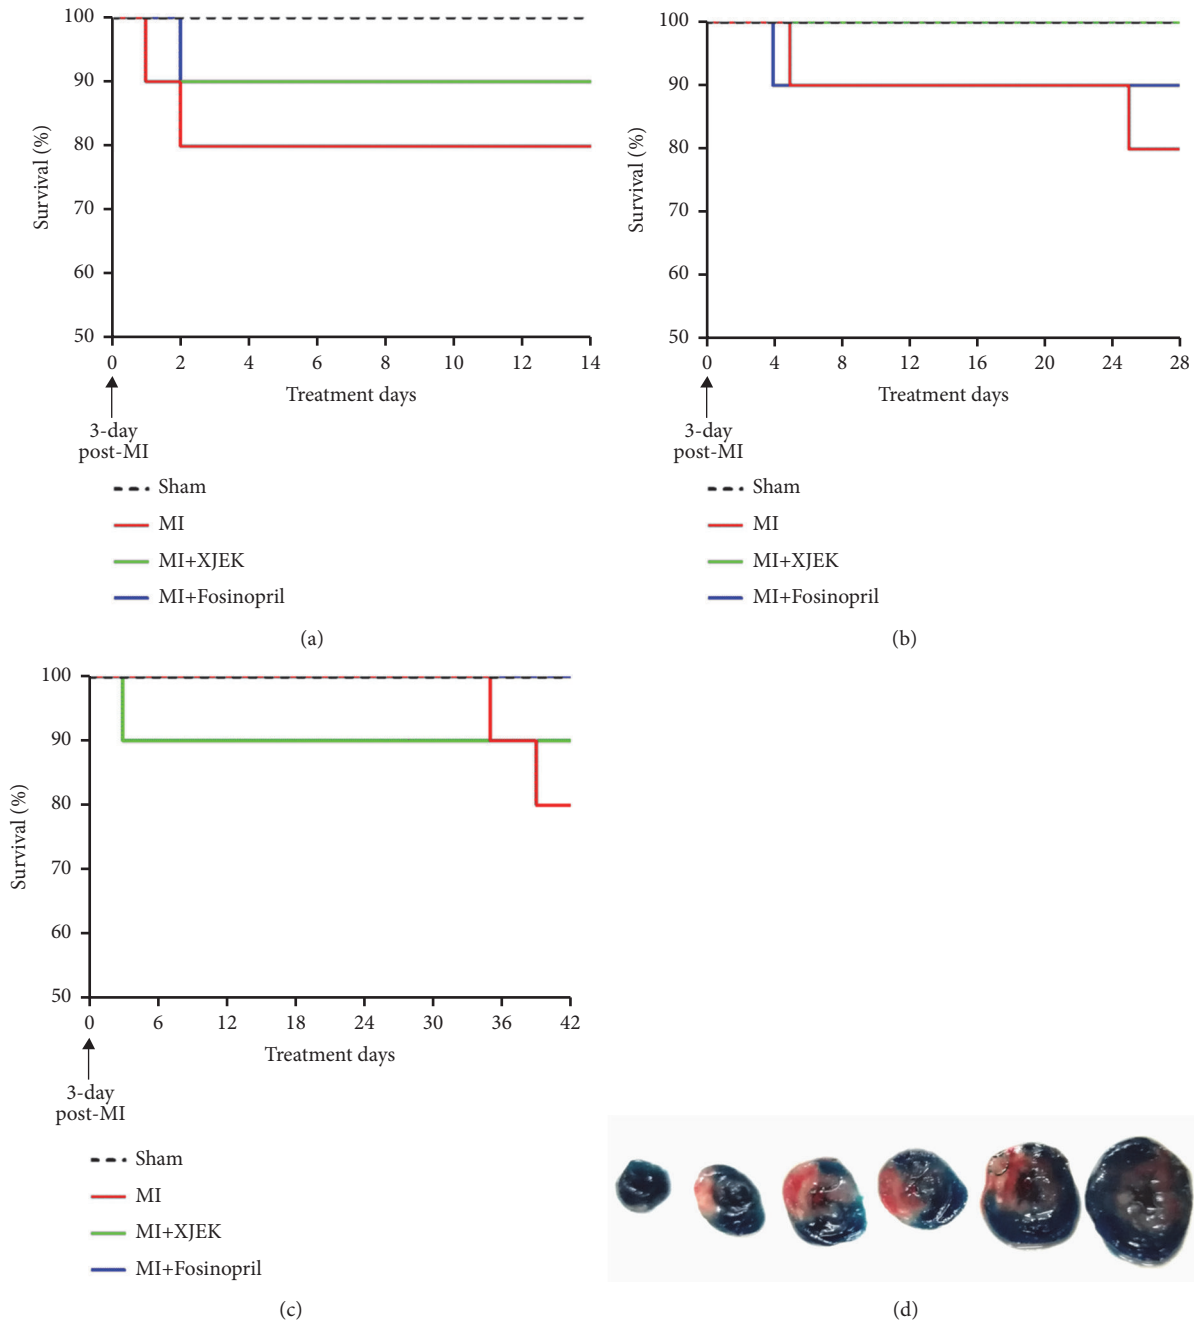 100
90
80
70
60
50
Survival (%)
0 2 4 6 8 10 12 14
Treatment days
3-day
post-MI
Sham
MI
MI+XJEK
MI+Fosinopril
(a)
100
90
80
70
60
50
Survival (%)
0 4 8 12 16 20 24 28
Treatment days
3-day
post-MI
Sham
MI
MI+XJEK
MI+Fosinopril
(b)
100
90
80
70
60
50
Survival (%)
0 6 12 18 24 30 36 42
Treatment days
3-day
post-MI
Sham
MI
MI+XJEK
MI+Fosinopril
(c)
(d)